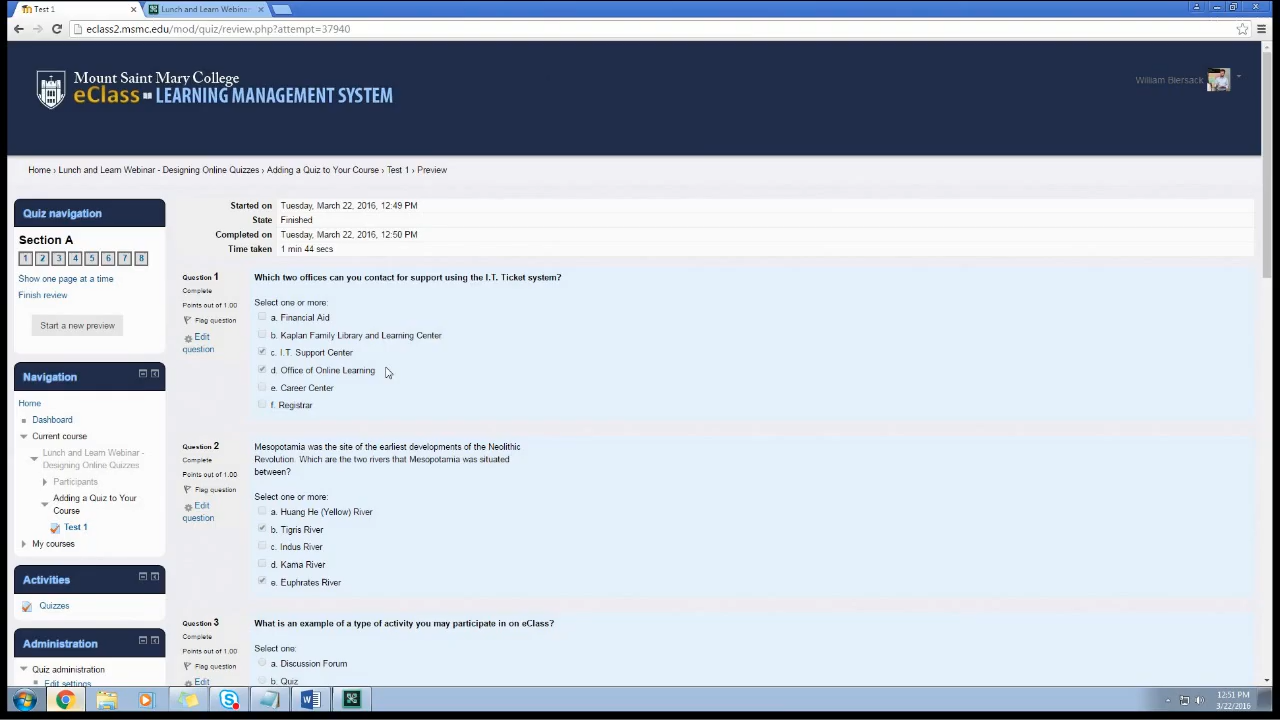 Test 1
Lunch and Learn Webinar
eclass2.msmc.edu/mod/quiz/review.php?attempt=37940
Mount Saint Mary College
eClass LEARNING MANAGEMENT SYSTEM
William Biersack
Home › Lunch and Learn Webinar - Designing Online Quizzes › Adding a Quiz to Your Course › Test 1 › Preview
Quiz navigation
Section A
1 2 3 4 5 6 7 8
Show one page at a time
Finish review
Start a new preview
Navigation
Home
Dashboard
Current course
Lunch and Learn Webinar -
Designing Online Quizzes
Participants
Adding a Quiz to Your
Course
Test 1
My courses
Activities
Quizzes
Administration
Quiz administration
Edit settings
Started on Tuesday, March 22, 2016, 12:49 PM
State Finished
Completed on Tuesday, March 22, 2016, 12:50 PM
Time taken 1 min 44 secs
Question 1
Complete
Points out of 1.00
Flag question
Edit
question
Which two offices can you contact for support using the I.T. Ticket system?
Select one or more:
a. Financial Aid
b. Kaplan Family Library and Learning Center
c. I.T. Support Center
d. Office of Online Learning
e. Career Center
f. Registrar
Question 2
Complete
Points out of 1.00
Flag question
Edit
question
Mesopotamia was the site of the earliest developments of the Neolithic
Revolution. Which are the two rivers that Mesopotamia was situated
between?
Select one or more:
a. Huang He (Yellow) River
b. Tigris River
c. Indus River
d. Kama River
e. Euphrates River
Question 3
Complete
Points out of 1.00
Flag question
Edit
What is an example of a type of activity you may participate in on eClass?
Select one:
a. Discussion Forum
b. Quiz
12:51 PM
3/22/2016